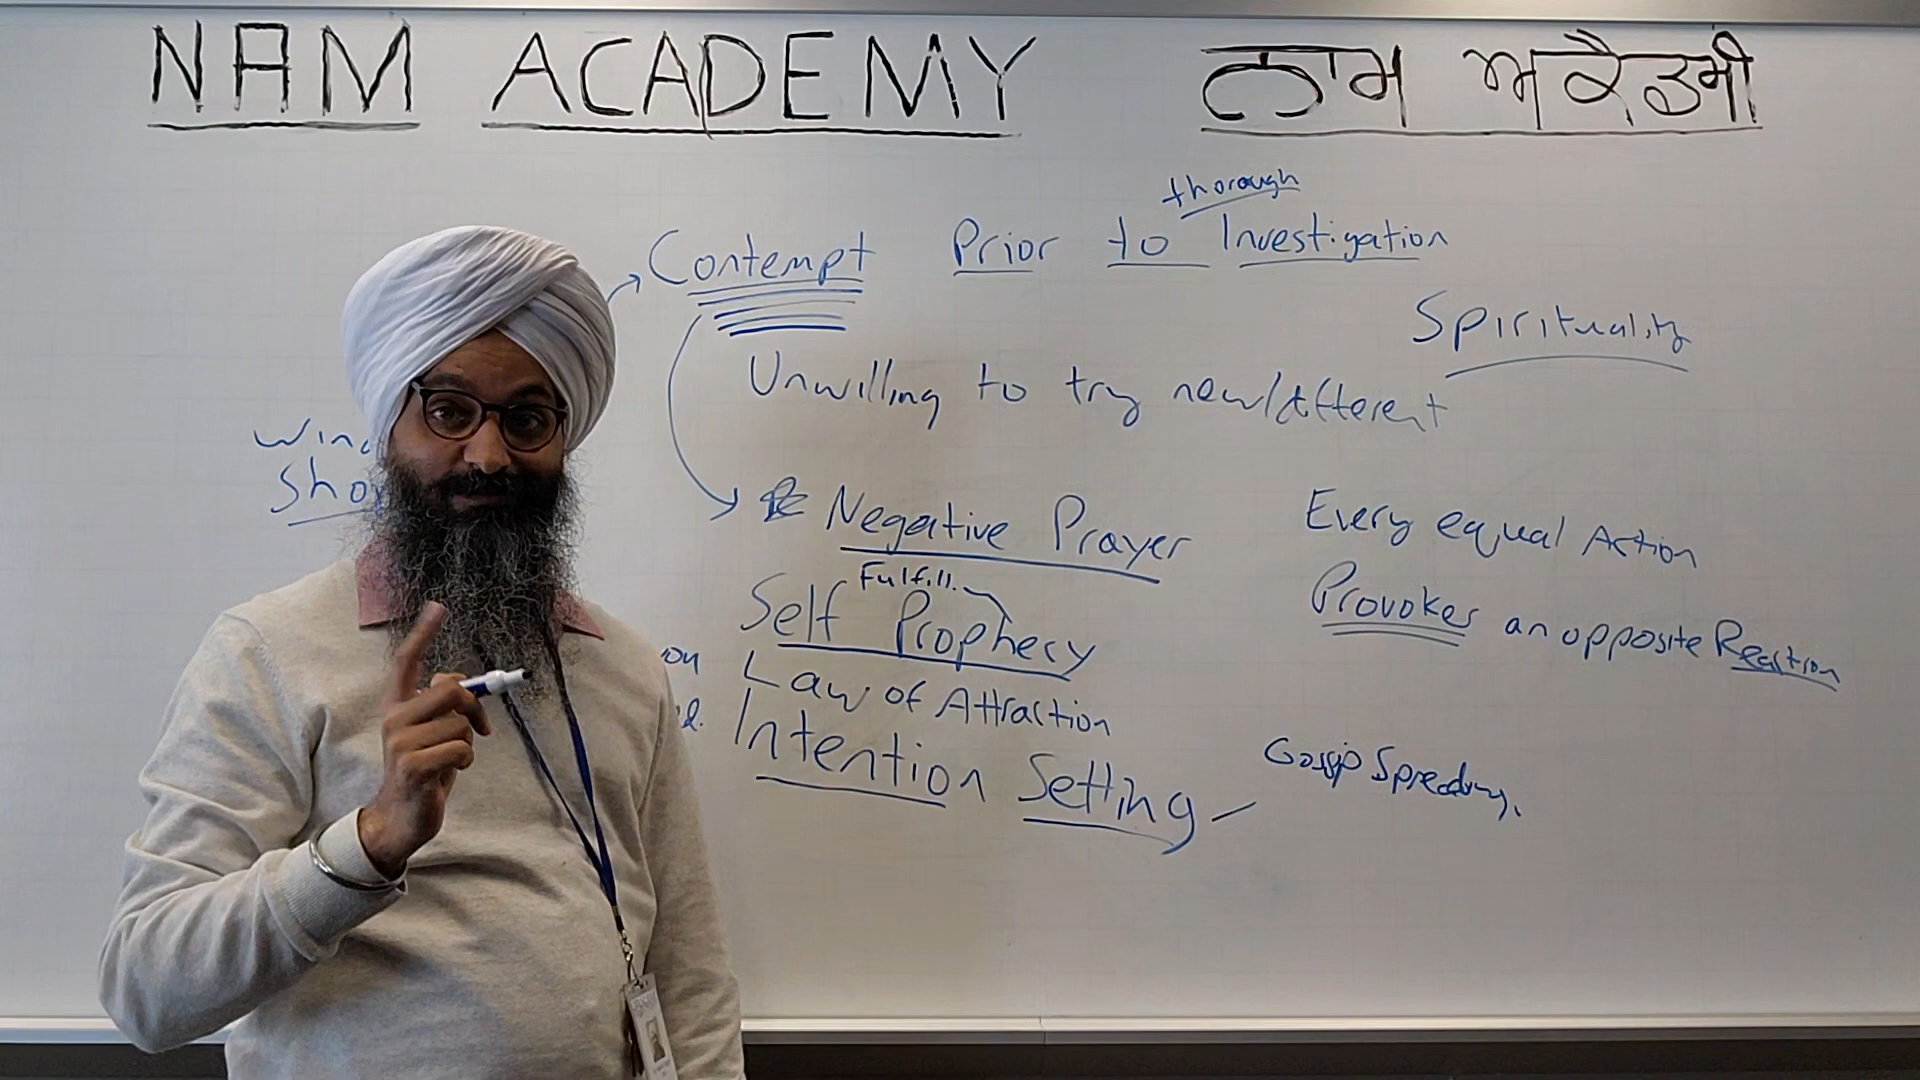 NAM ACADEMY ਨਾਮ ਅਕੈਡਮੀ
thorough
Contempt Prior to Investigation
Spirituality
Unwilling to try new/different
Negative Prayer
Fulfill.
Self Prophecy
Law of Attraction
Intention Setting
Every equal Action
Provokes an opposite Reaction
Gossip Spreading.